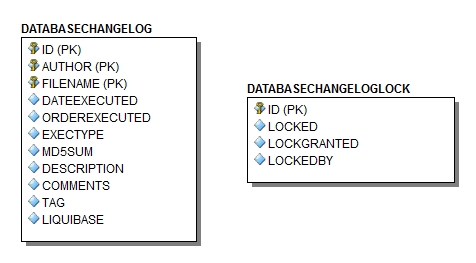 DATABASECHANGELOG
ID (PK)
AUTHOR (PK)
FILENAME (PK)
DATEEXECUTED
ORDEREXECUTED
EXECTYPE
MD5SUM
DESCRIPTION
COMMENTS
TAG
LIQUIBASE
DATABASECHANGELOGLOCK
ID (PK)
LOCKED
LOCKGRANTED
LOCKEDBY